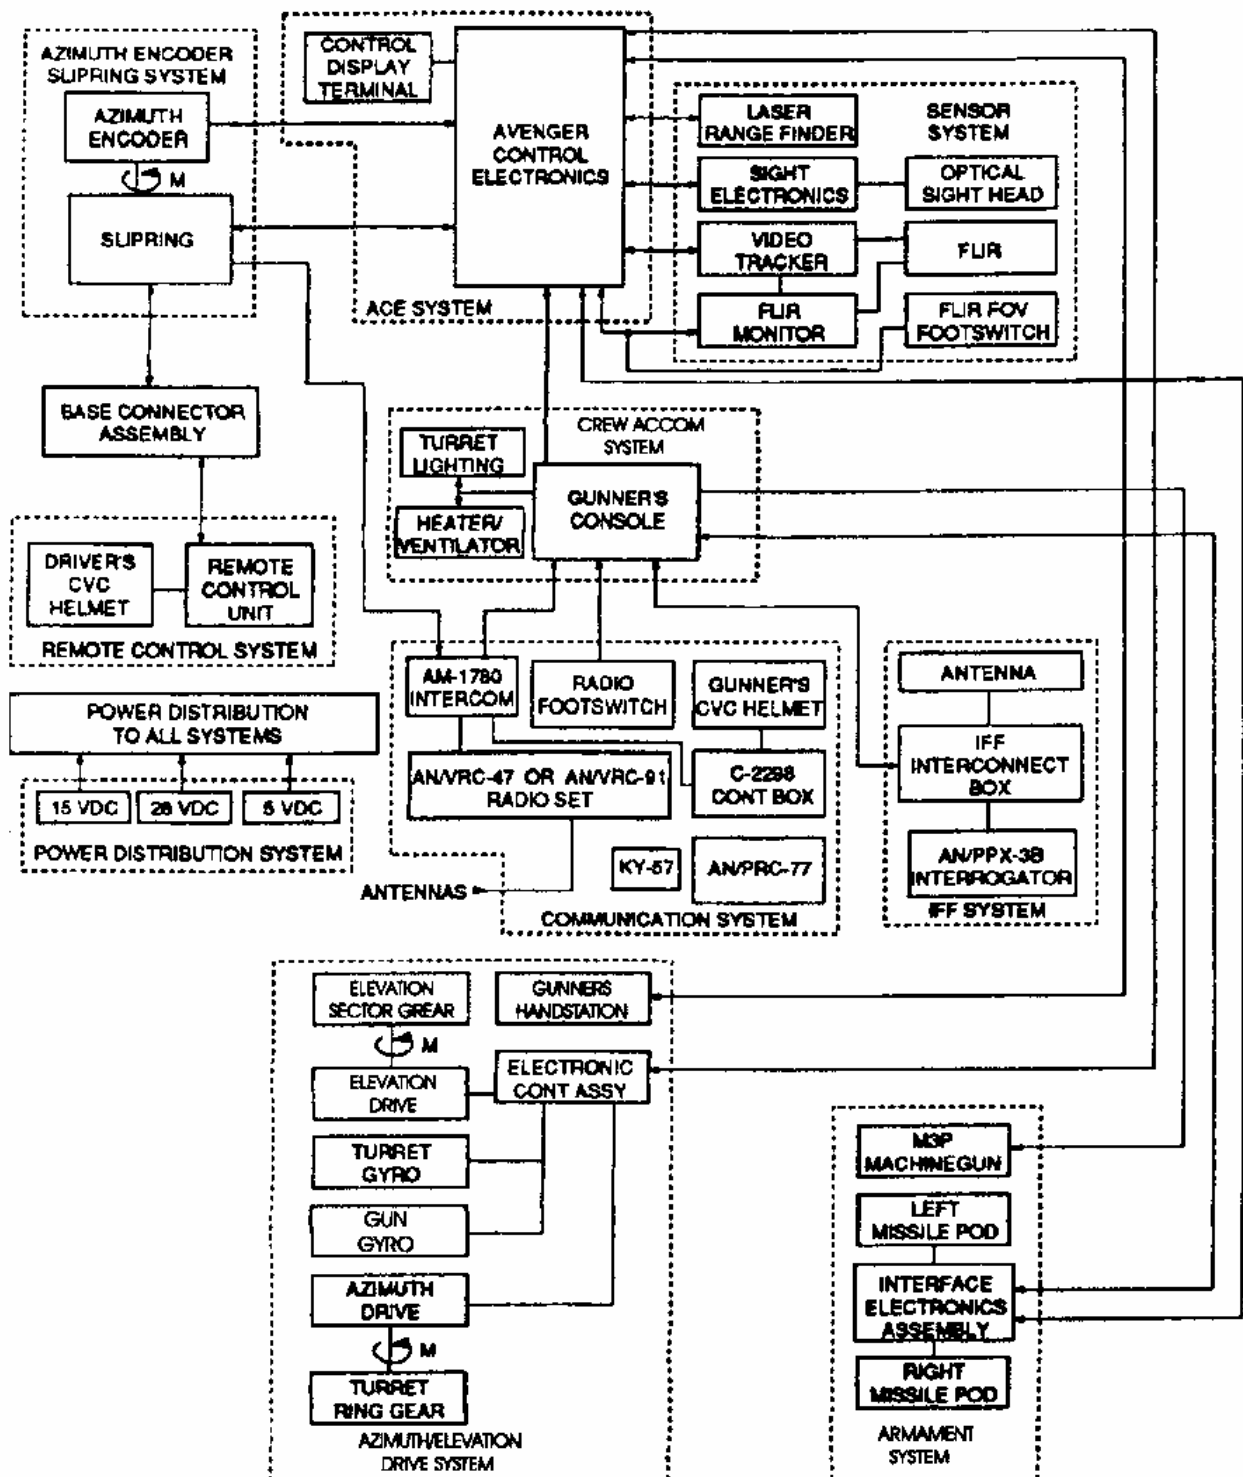 AZIMUTH ENCODER
SLIPRING SYSTEM
AZIMUTH
ENCODER
M
SLIPRING
CONTROL
DISPLAY
TERMINAL
AVENGER
CONTROL
ELECTRONICS
ACE SYSTEM
LASER
RANGE FINDER
SENSOR
SYSTEM
SIGHT
ELECTRONICS
OPTICAL
SIGHT HEAD
VIDEO
TRACKER
FLIR
FLIR
MONITOR
FLIR FOV
FOOTSWITCH
BASE CONNECTOR
ASSEMBLY
DRIVER'S
CVC
HELMET
REMOTE
CONTROL
UNIT
REMOTE CONTROL SYSTEM
CREW ACCOM
SYSTEM
TURRET
LIGHTING
GUNNER'S
CONSOLE
HEATER/
VENTILATOR
POWER DISTRIBUTION
TO ALL SYSTEMS
15 VDC
28 VDC
5 VDC
POWER DISTRIBUTION SYSTEM
AM-1780
INTERCOM
RADIO
FOOTSWITCH
GUNNER'S
CVC HELMET
AN/VRC-47 OR AN/VRC-91
RADIO SET
C-2298
CONT BOX
KY-57
AN/PRC-77
ANTENNAS
COMMUNICATION SYSTEM
ANTENNA
IFF
INTERCONNECT
BOX
AN/PPX-3B
INTERROGATOR
IFF SYSTEM
ELEVATION
SECTOR GREAR
M
GUNNERS
HANDSTATION
ELEVATION
DRIVE
ELECTRONIC
CONT ASSY
TURRET
GYRO
GUN
GYRO
AZIMUTH
DRIVE
M
TURRET
RING GEAR
AZIMUTH/ELEVATION
DRIVE SYSTEM
M3P
MACHINEGUN
LEFT
MISSILE POD
INTERFACE
ELECTRONICS
ASSEMBLY
RIGHT
MISSILE POD
ARMAMENT
SYSTEM